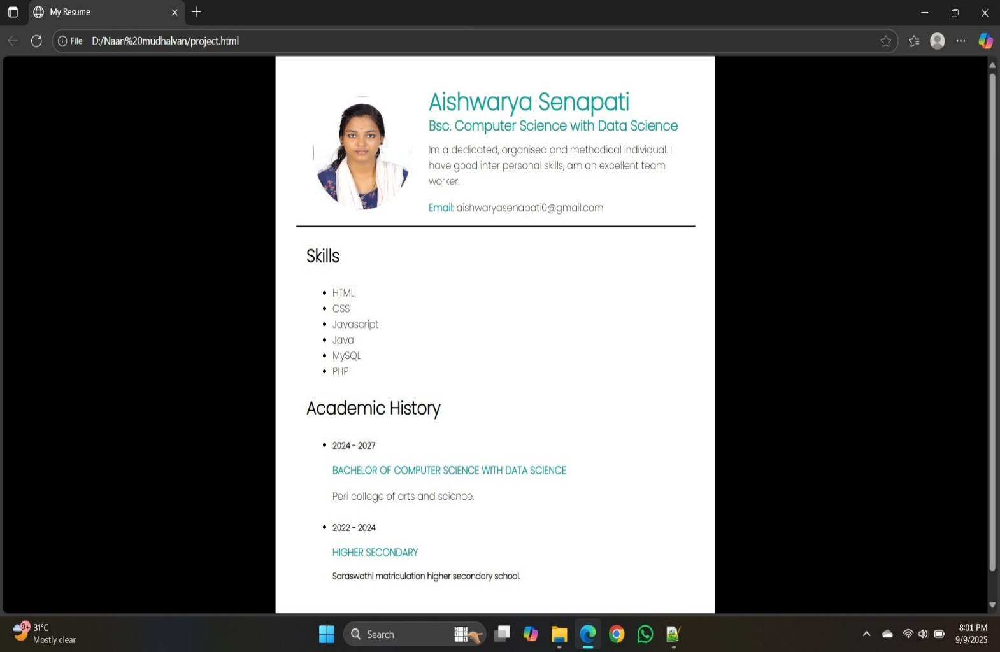 My Resume
File D:/Naan%20mudhalvan/project.html
Aishwarya Senapati
Bsc. Computer Science with Data Science
Im a dedicated, organised and methodical individual. I
have good inter personal skills, am an excellent team
worker.
Email: aishwaryasenapati0@gmail.com
Skills
HTML
CSS
Javascript
Java
MySQL
PHP
Academic History
2024 - 2027
BACHELOR OF COMPUTER SCIENCE WITH DATA SCIENCE
Peri college of arts and science.
2022 - 2024
HIGHER SECONDARY
Saraswathi matriculation higher secondary school.
9+
31°C
Mostly clear
Search
8:01 PM
9/9/2025